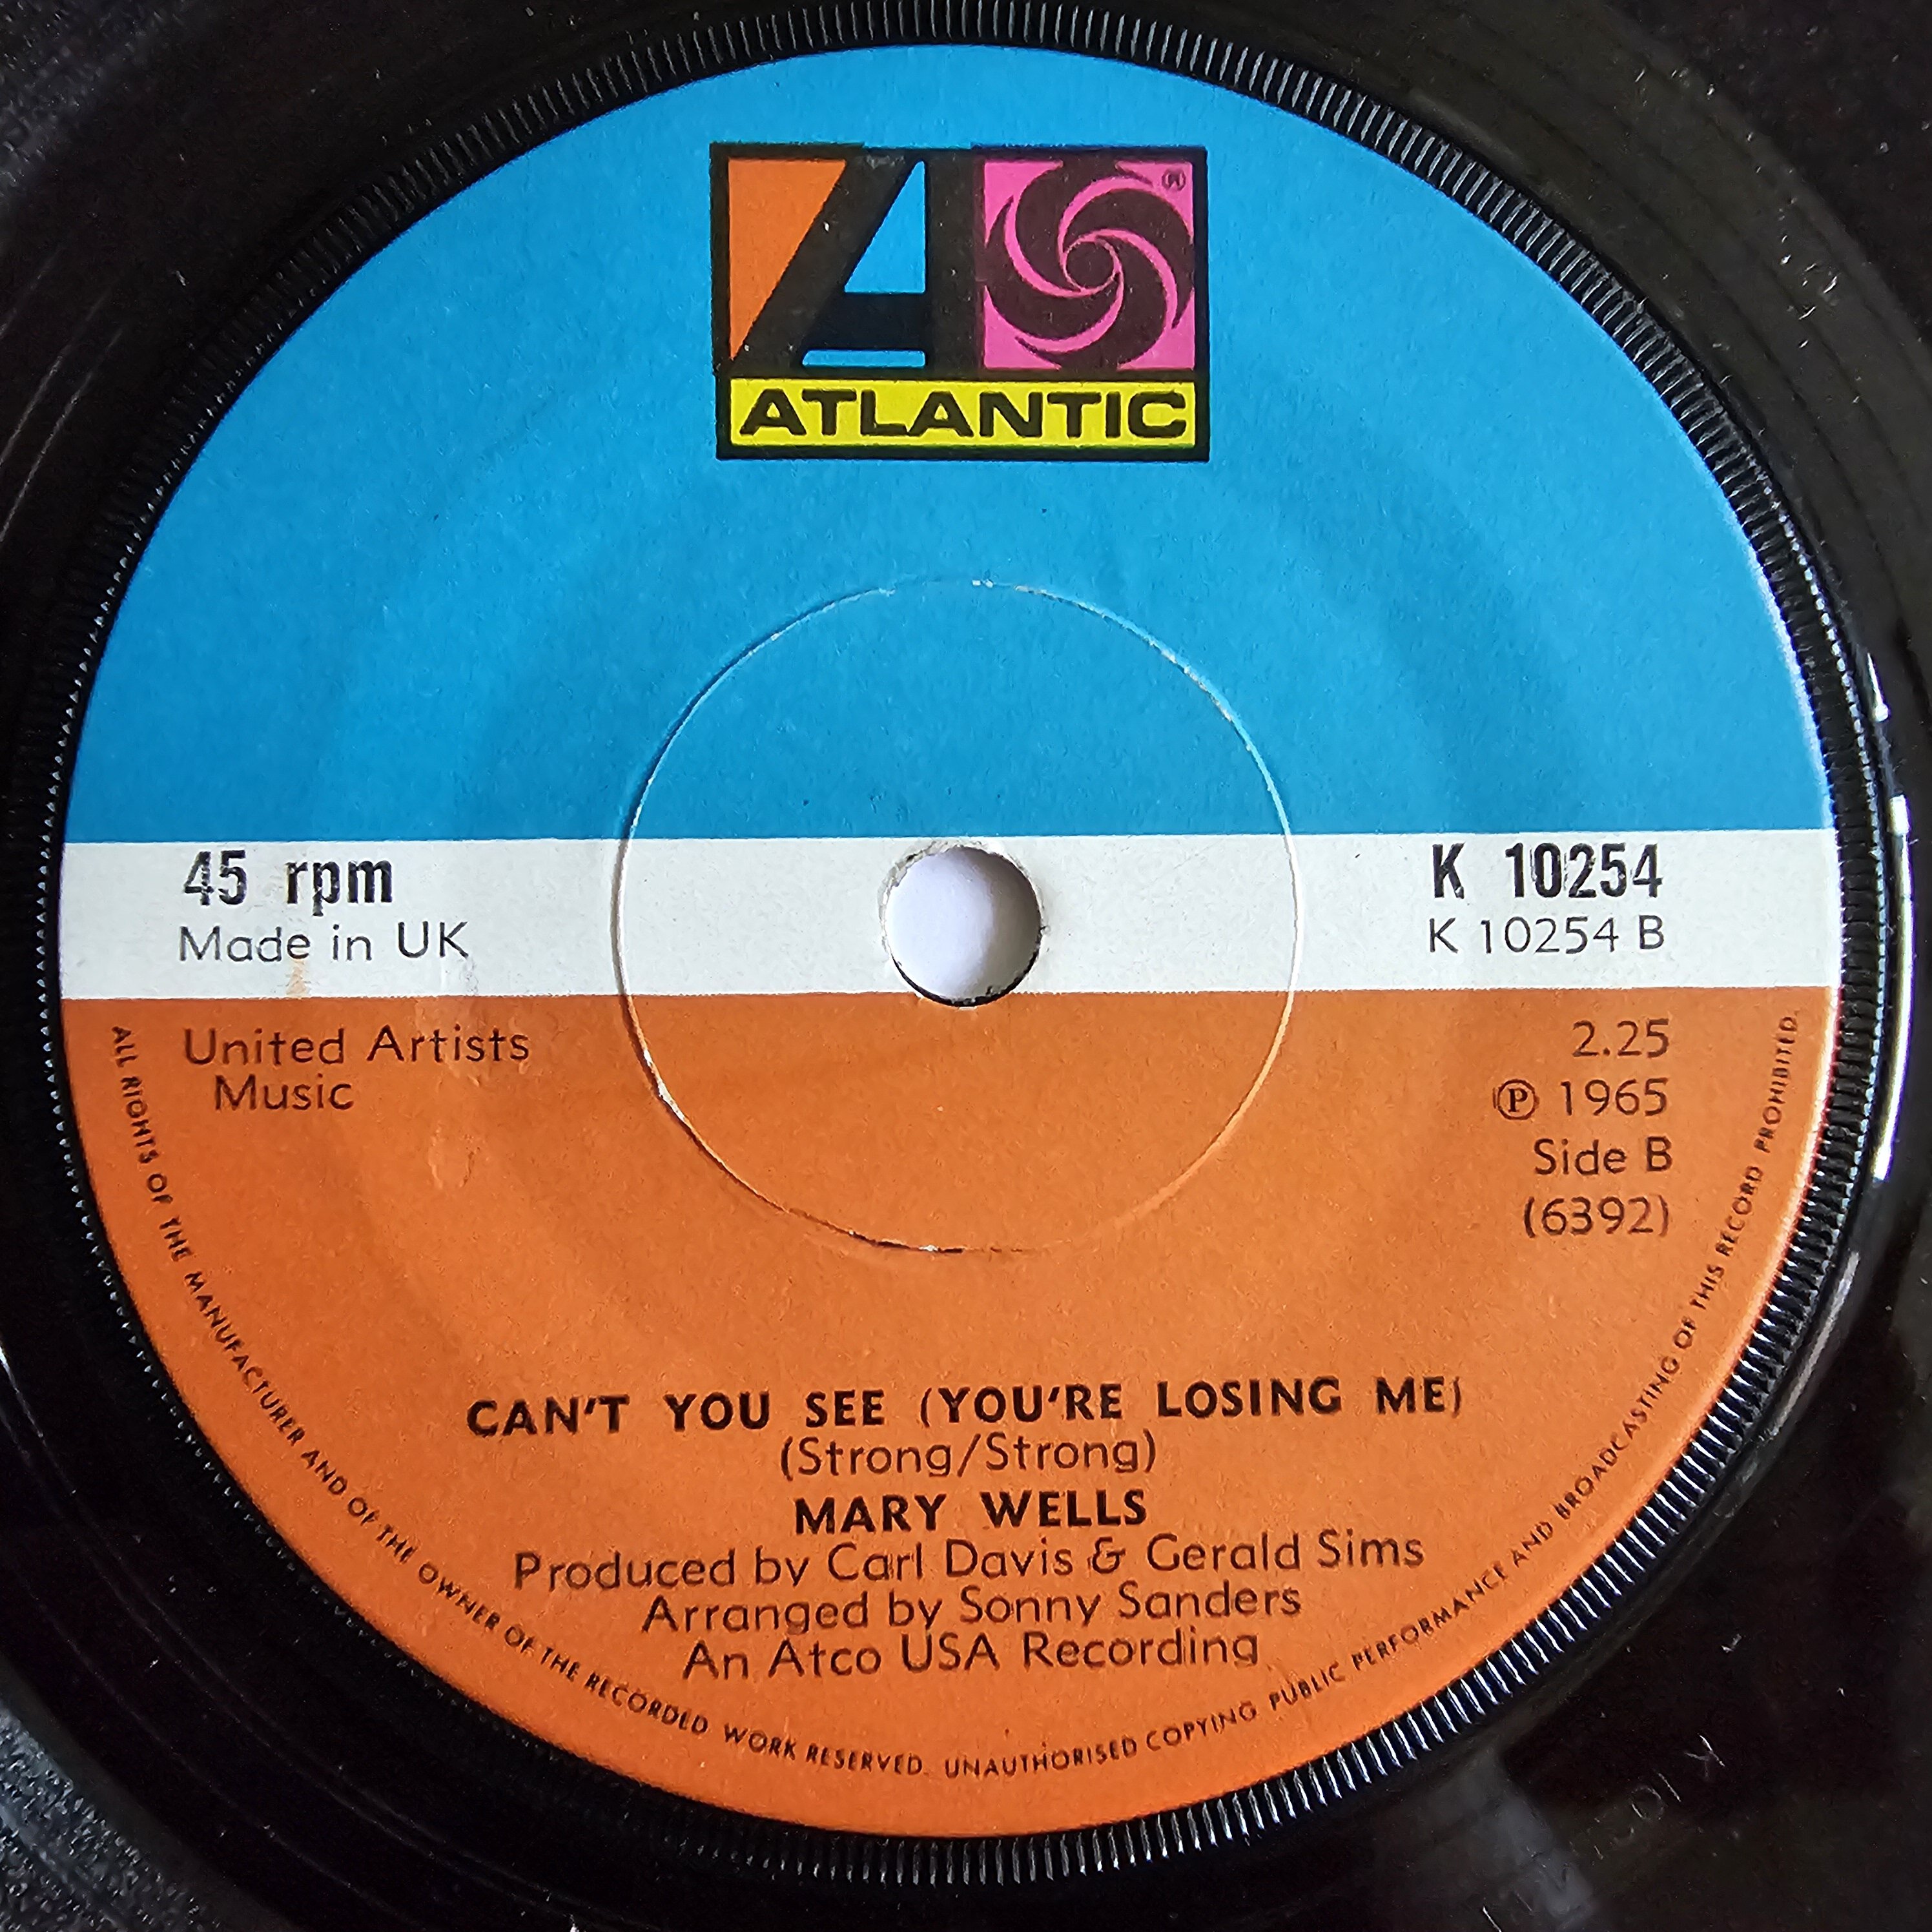 ®
ATLANTIC
45 rpm
Made in UK
K 10254
K 10254 B
United Artists
Music
2.25
℗ 1965
Side B
(6392)
CAN'T YOU SEE (YOU'RE LOSING ME)
(Strong/Strong)
MARY WELLS
Produced by Carl Davis & Gerald Sims
Arranged by Sonny Sanders
An Atco USA Recording
ALL RIGHTS OF THE MANUFACTURER AND OF THE OWNER OF THE RECORDED WORK RESERVED. UNAUTHORISED COPYING PUBLIC PERFORMANCE AND BROADCASTING OF THIS RECORD PROHIBITED.